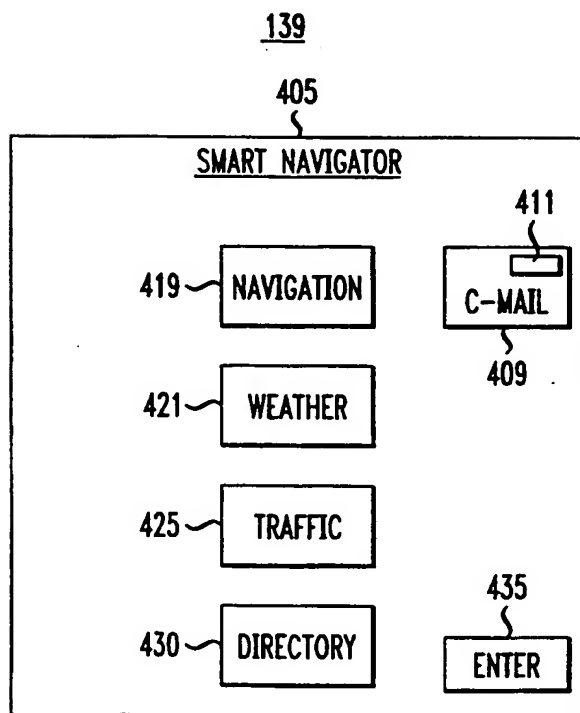 139
405
SMART NAVIGATOR
411
419 NAVIGATION
C-MAIL
409
421 WEATHER
425 TRAFFIC
435
430 DIRECTORY
ENTER